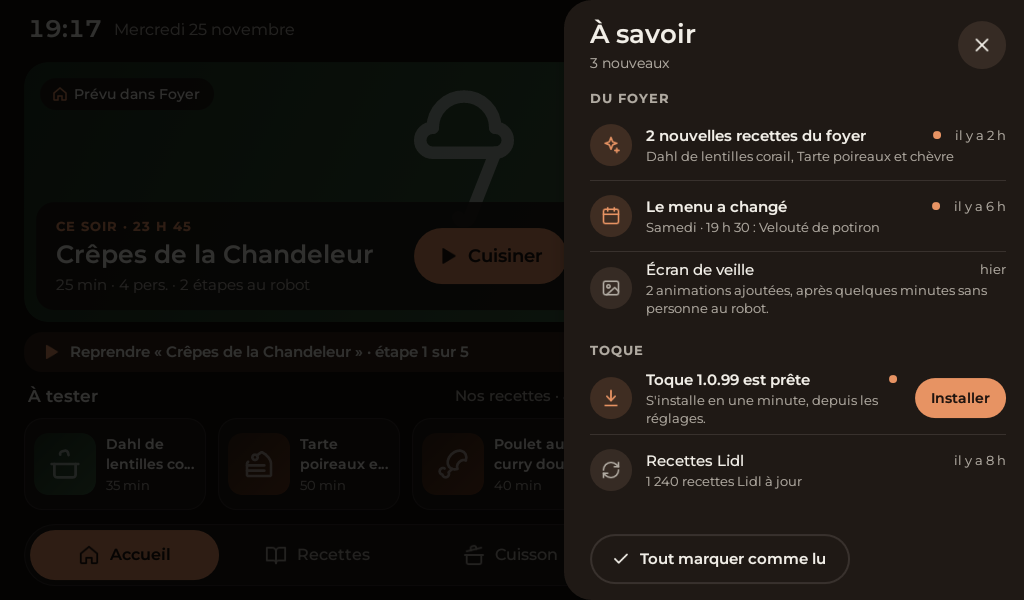 19:17 Mercredi 25 novembre
Prévu dans Foyer
CE SOIR · 23 H 45
Crêpes de la Chandeleur
25 min · 4 pers. · 2 étapes au robot
Cuisiner
Reprendre « Crêpes de la Chandeleur » · étape 1 sur 5
À tester
Nos recettes ·
Dahl de
lentilles co...
35 min
Tarte
poireaux e...
50 min
Poulet au
curry dou
40 min
Accueil
Recettes
Cuisson
À savoir
3 nouveaux
DU FOYER
2 nouvelles recettes du foyer
il y a 2 h
Dahl de lentilles corail, Tarte poireaux et chèvre
Le menu a changé
il y a 6 h
Samedi · 19 h 30 : Velouté de potiron
Écran de veille
hier
2 animations ajoutées, après quelques minutes sans
personne au robot.
TOQUE
Toque 1.0.99 est prête
S'installe en une minute, depuis les
réglages.
Installer
Recettes Lidl
il y a 8 h
1 240 recettes Lidl à jour
Tout marquer comme lu